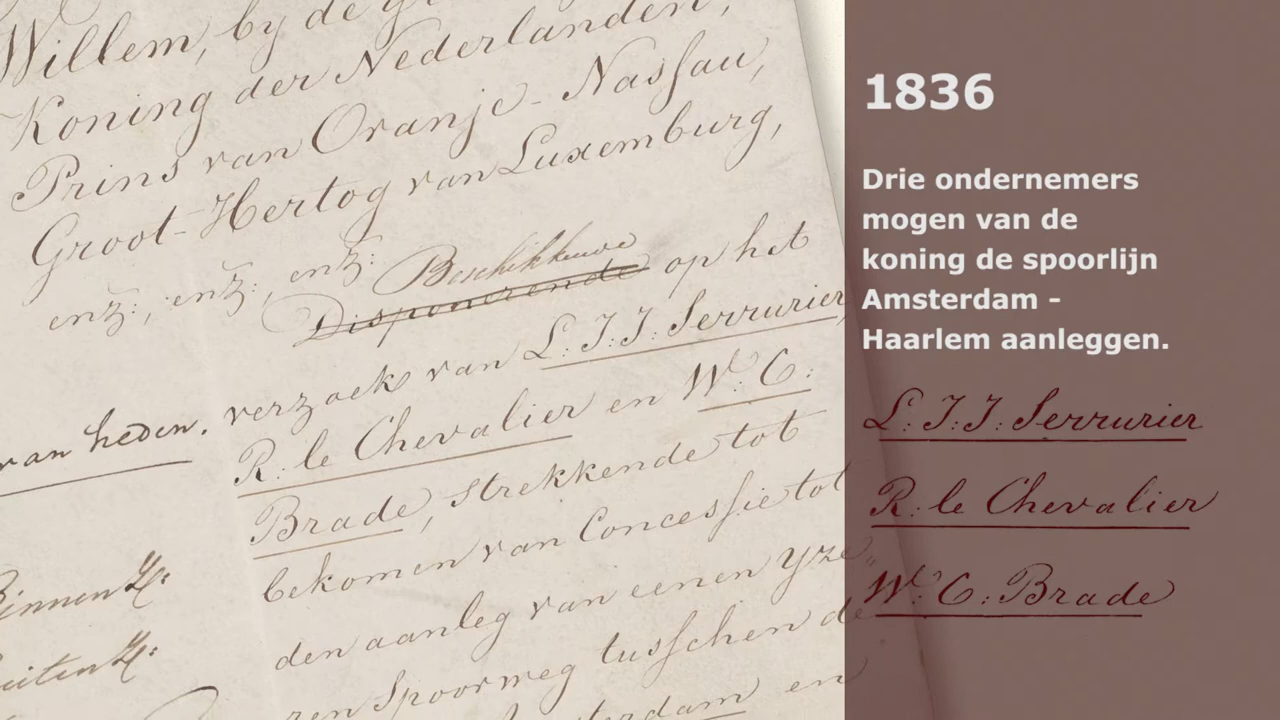 Willem, by de
Koning der Nederlanden,
Prins van Oranje-Nassau,
Groot-Hertog van Luxemburg,
enz:, enz:, enz:
Beschikkende
Disponerende op het
van heden. verzoek van L: J: J: Serrurier,
R: le Chevalier en W: C:
Brade, strekkende tot
bekomen van Concessie tot
den aanleg van eenen yze
ren Spoorweg tusschen de
en
1836
Drie ondernemers
mogen van de
koning de spoorlijn
Amsterdam -
Haarlem aanleggen.
L: J: J: Serrurier
R: le Chevalier
W: C: Brade